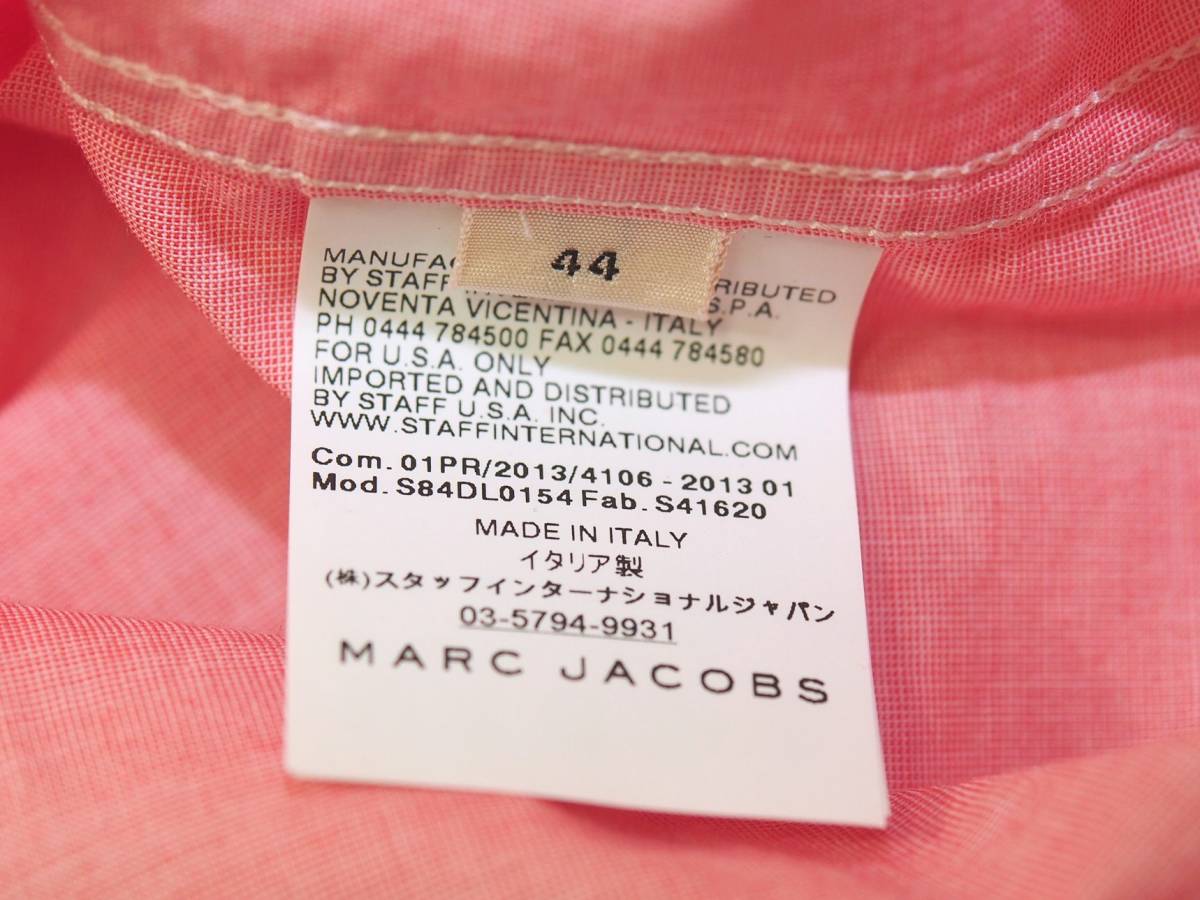 44
RIBUTED
BY STAFF S.P.A.
NOVENTA VICENTINA - ITALY
PH 0444 784500 FAX 0444 784580
FOR U.S.A. ONLY
IMPORTED AND DISTRIBUTED
BY STAFF U.S.A. INC.
WWW.STAFFINTERNATIONAL.COM
Com. 01PR/2013/4106 - 2013 01
Mod. S84DL0154 Fab. S41620
MADE IN ITALY
イタリア製
(株)スタッフインターナショナルジャパン
03-5794-9931
MARC JACOBS